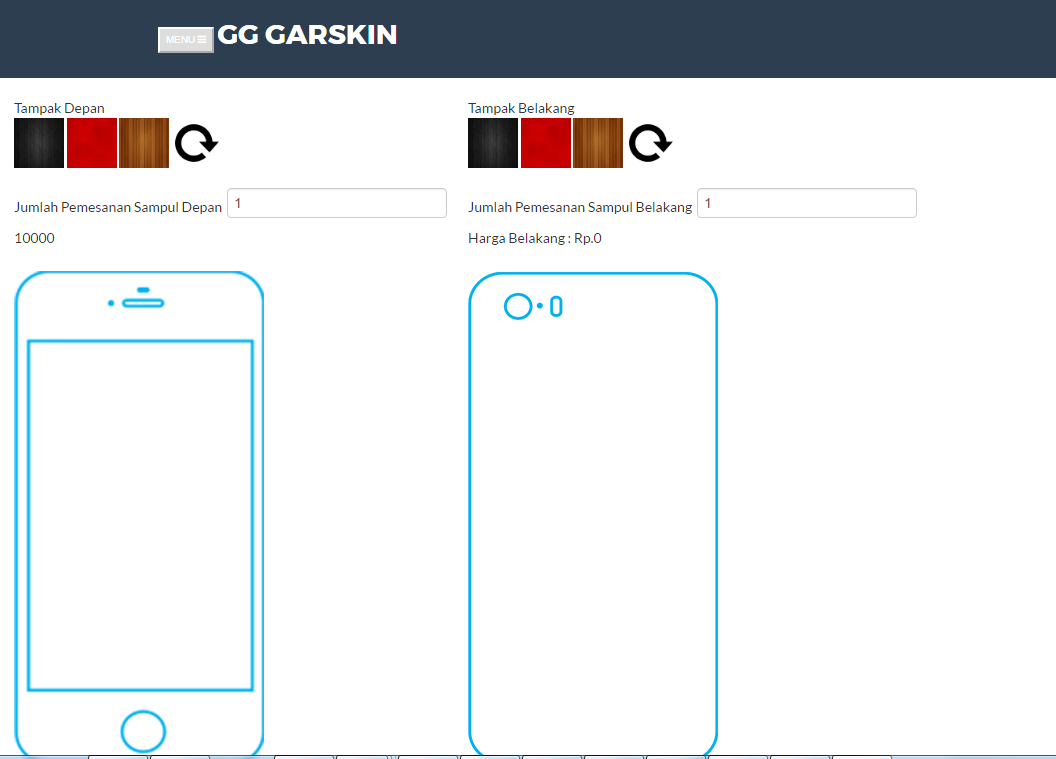 MENU
GG GARSKIN
Tampak Depan
Jumlah Pemesanan Sampul Depan 1
10000
Tampak Belakang
Jumlah Pemesanan Sampul Belakang 1
Harga Belakang : Rp.0